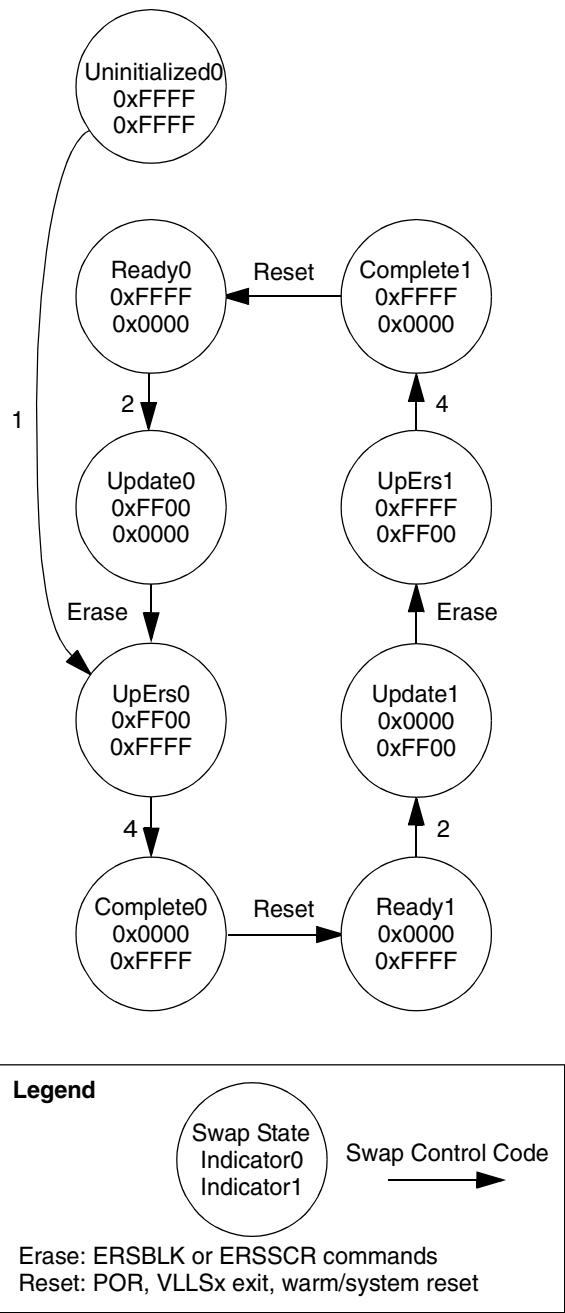 Uninitialized0
0xFFFF
0xFFFF
Ready0
0xFFFF
0x0000
Reset
Complete1
0xFFFF
0x0000
1
2
4
Update0
0xFF00
0x0000
UpErs1
0xFFFF
0xFF00
Erase
Erase
UpErs0
0xFF00
0xFFFF
Update1
0x0000
0xFF00
4
2
Complete0
0x0000
0xFFFF
Reset
Ready1
0x0000
0xFFFF
Legend
Swap State
Indicator0
Indicator1
Swap Control Code
Erase: ERSBLK or ERSSCR commands
Reset: POR, VLLSx exit, warm/system reset